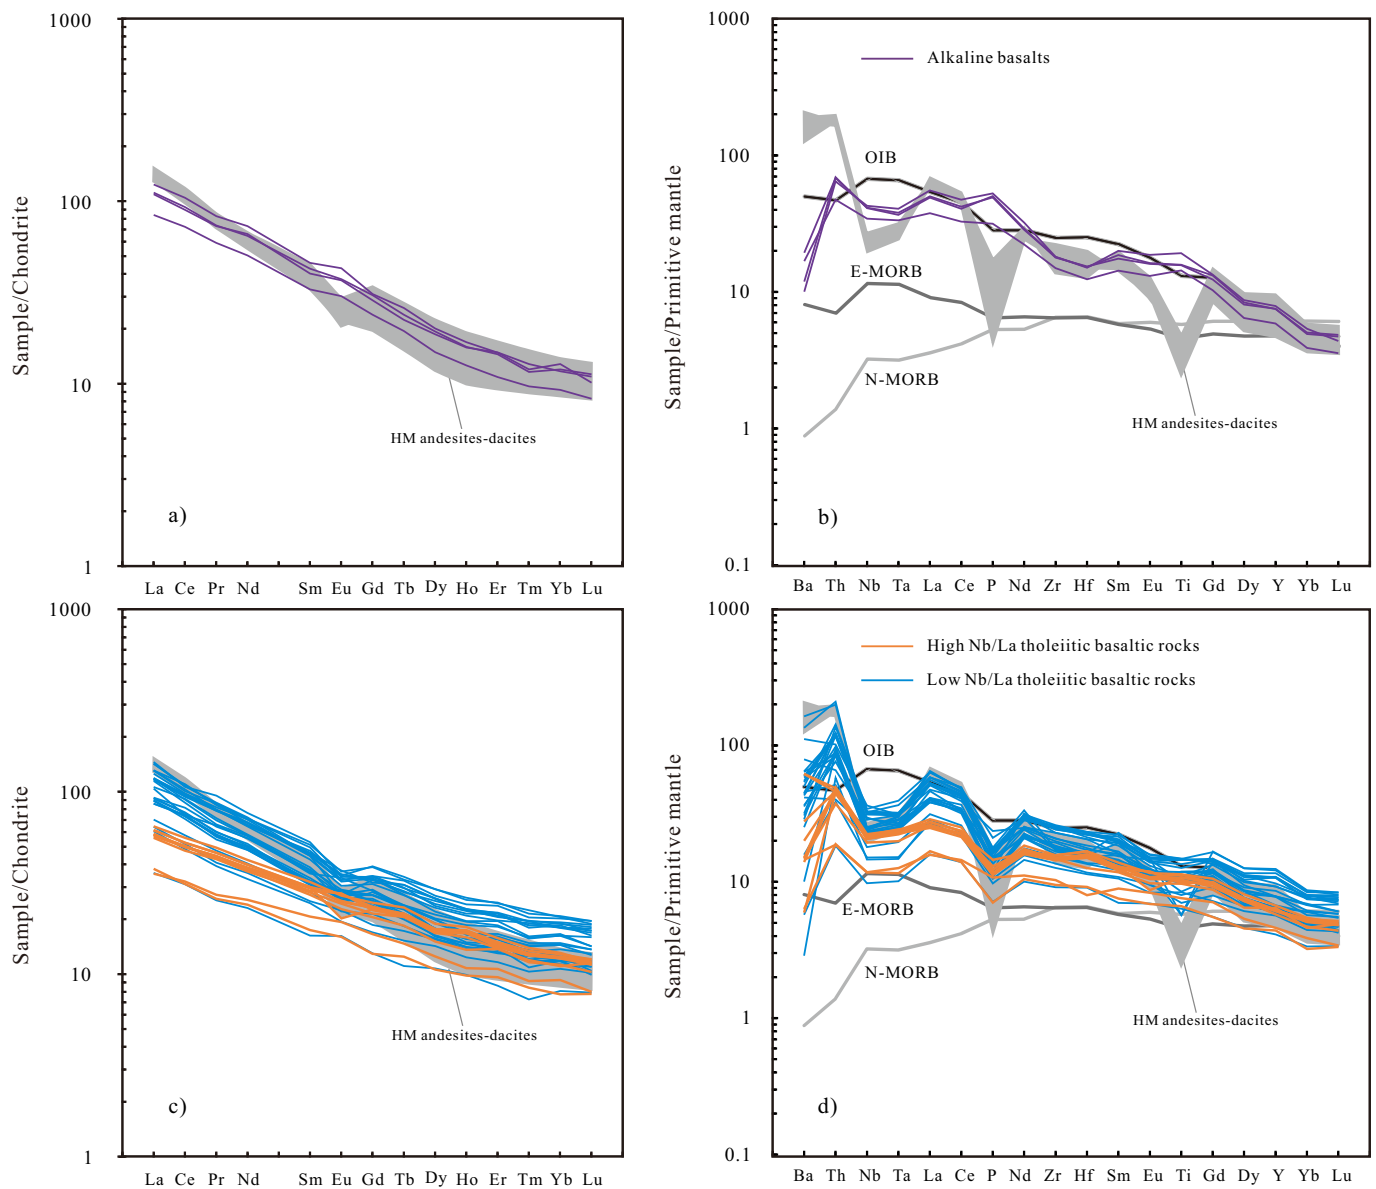 1000
100
10
1
Sample/Chondrite
HM andesites-dacites
a)
La Ce Pr Nd Sm Eu Gd Tb Dy Ho Er Tm Yb Lu
1000
100
10
1
0.1
Sample/Primitive mantle
Alkaline basalts
OIB
E-MORB
N-MORB
HM andesites-dacites
b)
Ba Th Nb Ta La Ce P Nd Zr Hf Sm Eu Ti Gd Dy Y Yb Lu
1000
100
10
1
Sample/Chondrite
HM andesites-dacites
c)
La Ce Pr Nd Sm Eu Gd Tb Dy Ho Er Tm Yb Lu
1000
100
10
1
0.1
Sample/Primitive mantle
High Nb/La tholeiitic basaltic rocks
Low Nb/La tholeiitic basaltic rocks
OIB
E-MORB
N-MORB
HM andesites-dacites
d)
Ba Th Nb Ta La Ce P Nd Zr Hf Sm Eu Ti Gd Dy Y Yb Lu